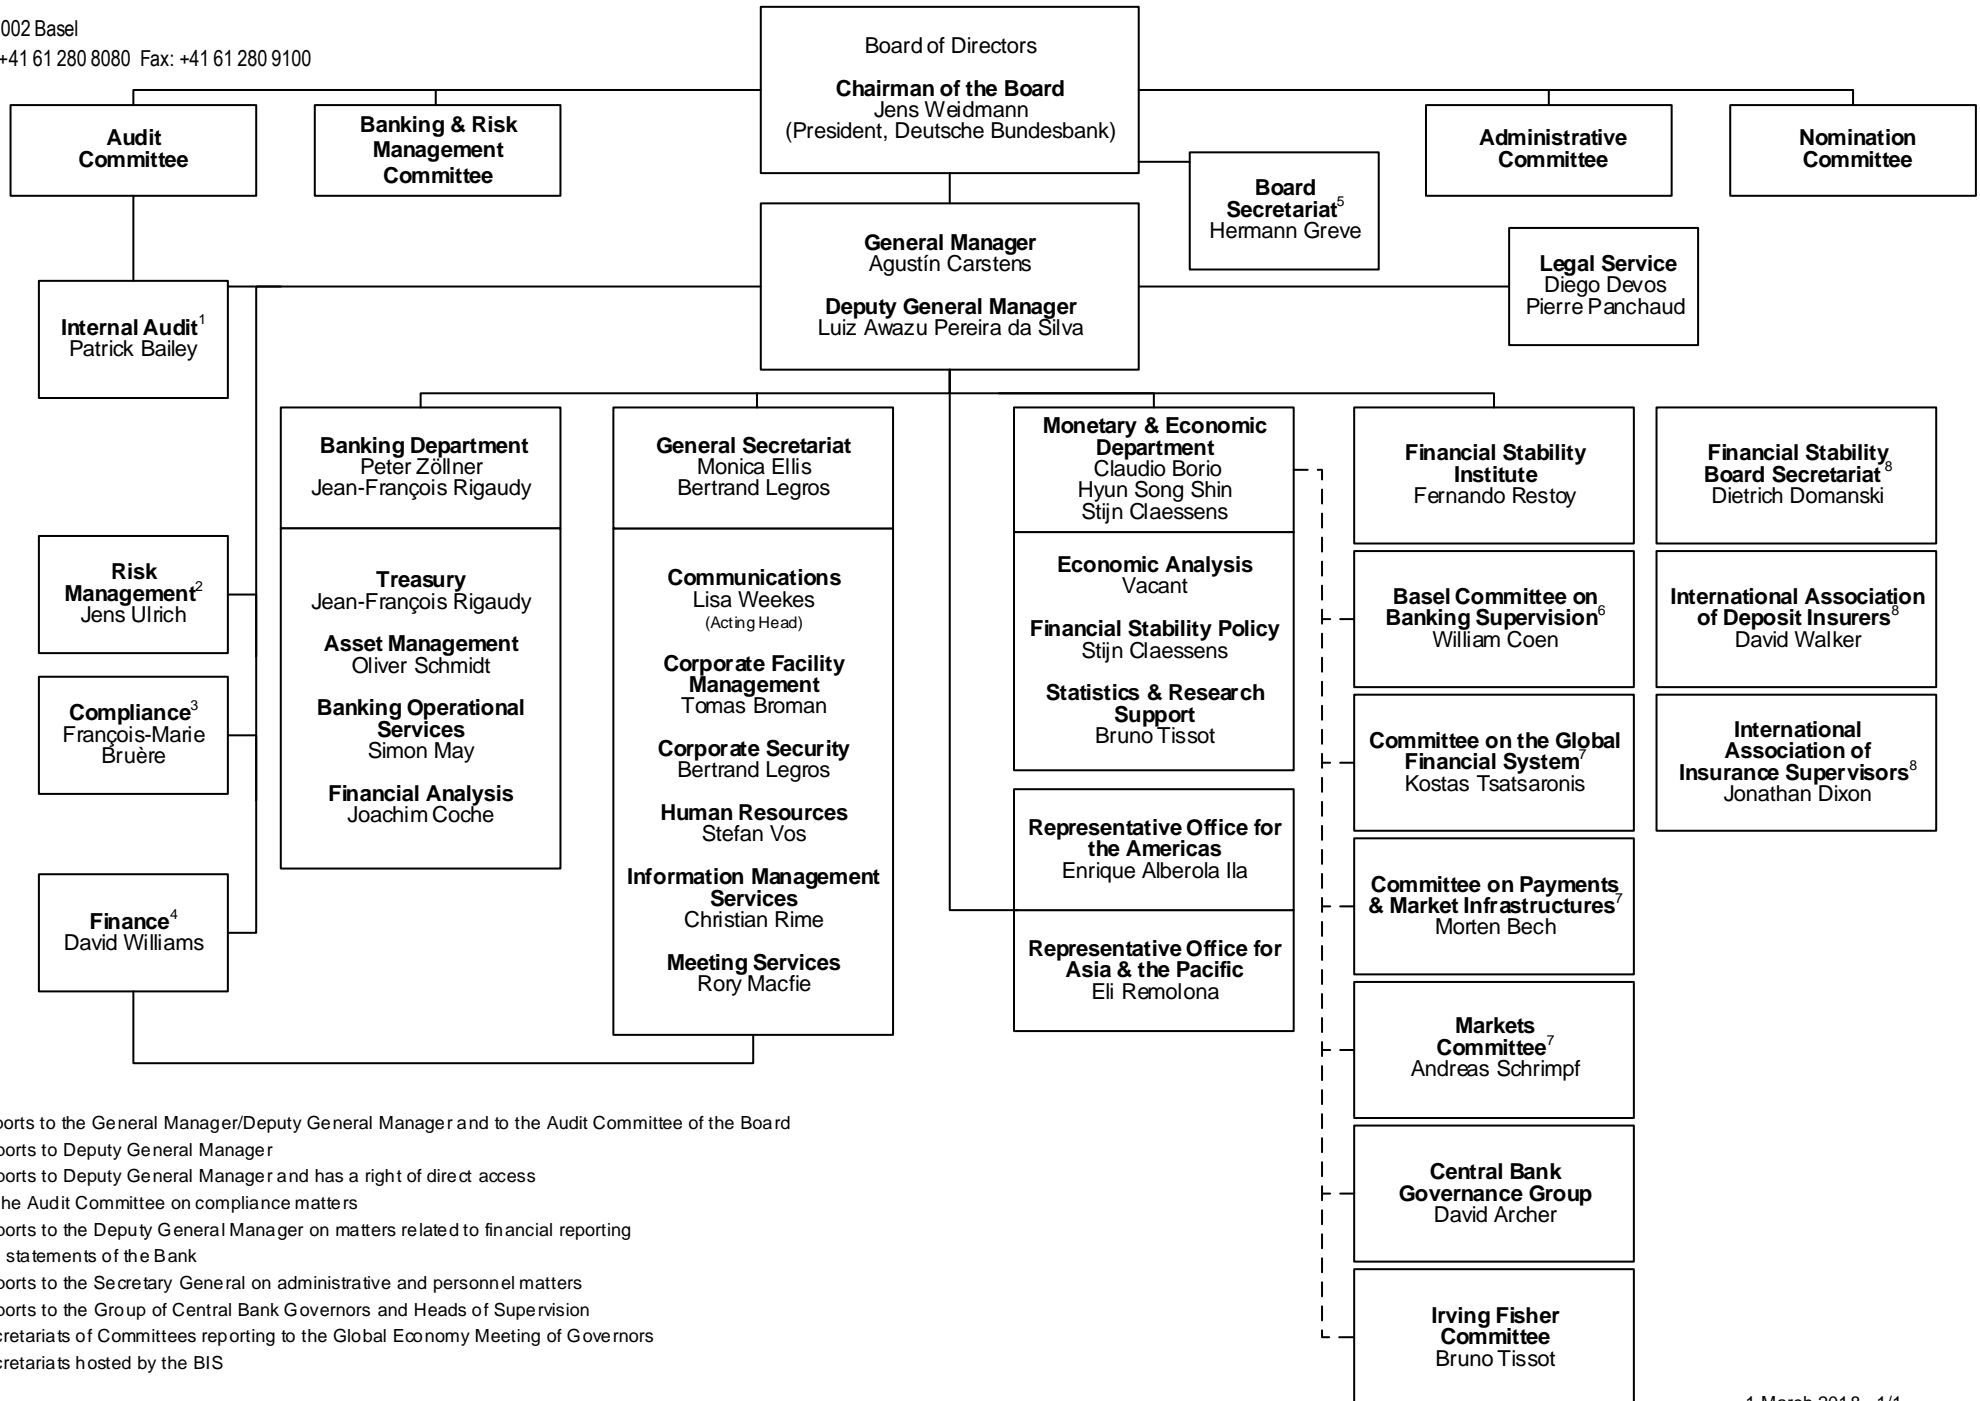 002 Basel
+41 61 280 8080 Fax: +41 61 280 9100
Board of Directors
Chairman of the Board
Jens Weidmann
(President, Deutsche Bundesbank)
Audit
Committee
Banking & Risk
Management
Committee
Administrative
Committee
Nomination
Committee
Board
Secretariat5
Hermann Greve
General Manager
Agustín Carstens
Deputy General Manager
Luiz Awazu Pereira da Silva
Legal Service
Diego Devos
Pierre Panchaud
Internal Audit1
Patrick Bailey
Risk
Management2
Jens Ulrich
Compliance3
François-Marie
Bruère
Finance4
David Williams
Banking Department
Peter Zöllner
Jean-François Rigaudy
Treasury
Jean-François Rigaudy
Asset Management
Oliver Schmidt
Banking Operational
Services
Simon May
Financial Analysis
Joachim Coche
General Secretariat
Monica Ellis
Bertrand Legros
Communications
Lisa Weekes
(Acting Head)
Corporate Facility
Management
Tomas Broman
Corporate Security
Bertrand Legros
Human Resources
Stefan Vos
Information Management
Services
Christian Rime
Meeting Services
Rory Macfie
Monetary & Economic
Department
Claudio Borio
Hyun Song Shin
Stijn Claessens
Economic Analysis
Vacant
Financial Stability Policy
Stijn Claessens
Statistics & Research
Support
Bruno Tissot
Representative Office for
the Americas
Enrique Alberola Ila
Representative Office for
Asia & the Pacific
Eli Remolona
Financial Stability
Institute
Fernando Restoy
Basel Committee on
Banking Supervision6
William Coen
Committee on the Global
Financial System7
Kostas Tsatsaronis
Committee on Payments
& Market Infrastructures7
Morten Bech
Markets
Committee7
Andreas Schrimpf
Central Bank
Governance Group
David Archer
Irving Fisher
Committee
Bruno Tissot
Financial Stability
Board Secretariat8
Dietrich Domanski
International Association
of Deposit Insurers8
David Walker
International
Association of
Insurance Supervisors8
Jonathan Dixon
ports to the General Manager/Deputy General Manager and to the Audit Committee of the Board
ports to Deputy General Manager
ports to Deputy General Manager and has a right of direct access
he Audit Committee on compliance matters
ports to the Deputy General Manager on matters related to financial reporting
statements of the Bank
ports to the Secretary General on administrative and personnel matters
ports to the Group of Central Bank Governors and Heads of Supervision
cretariats of Committees reporting to the Global Economy Meeting of Governors
cretariats hosted by the BIS
1 March 2018 1/1